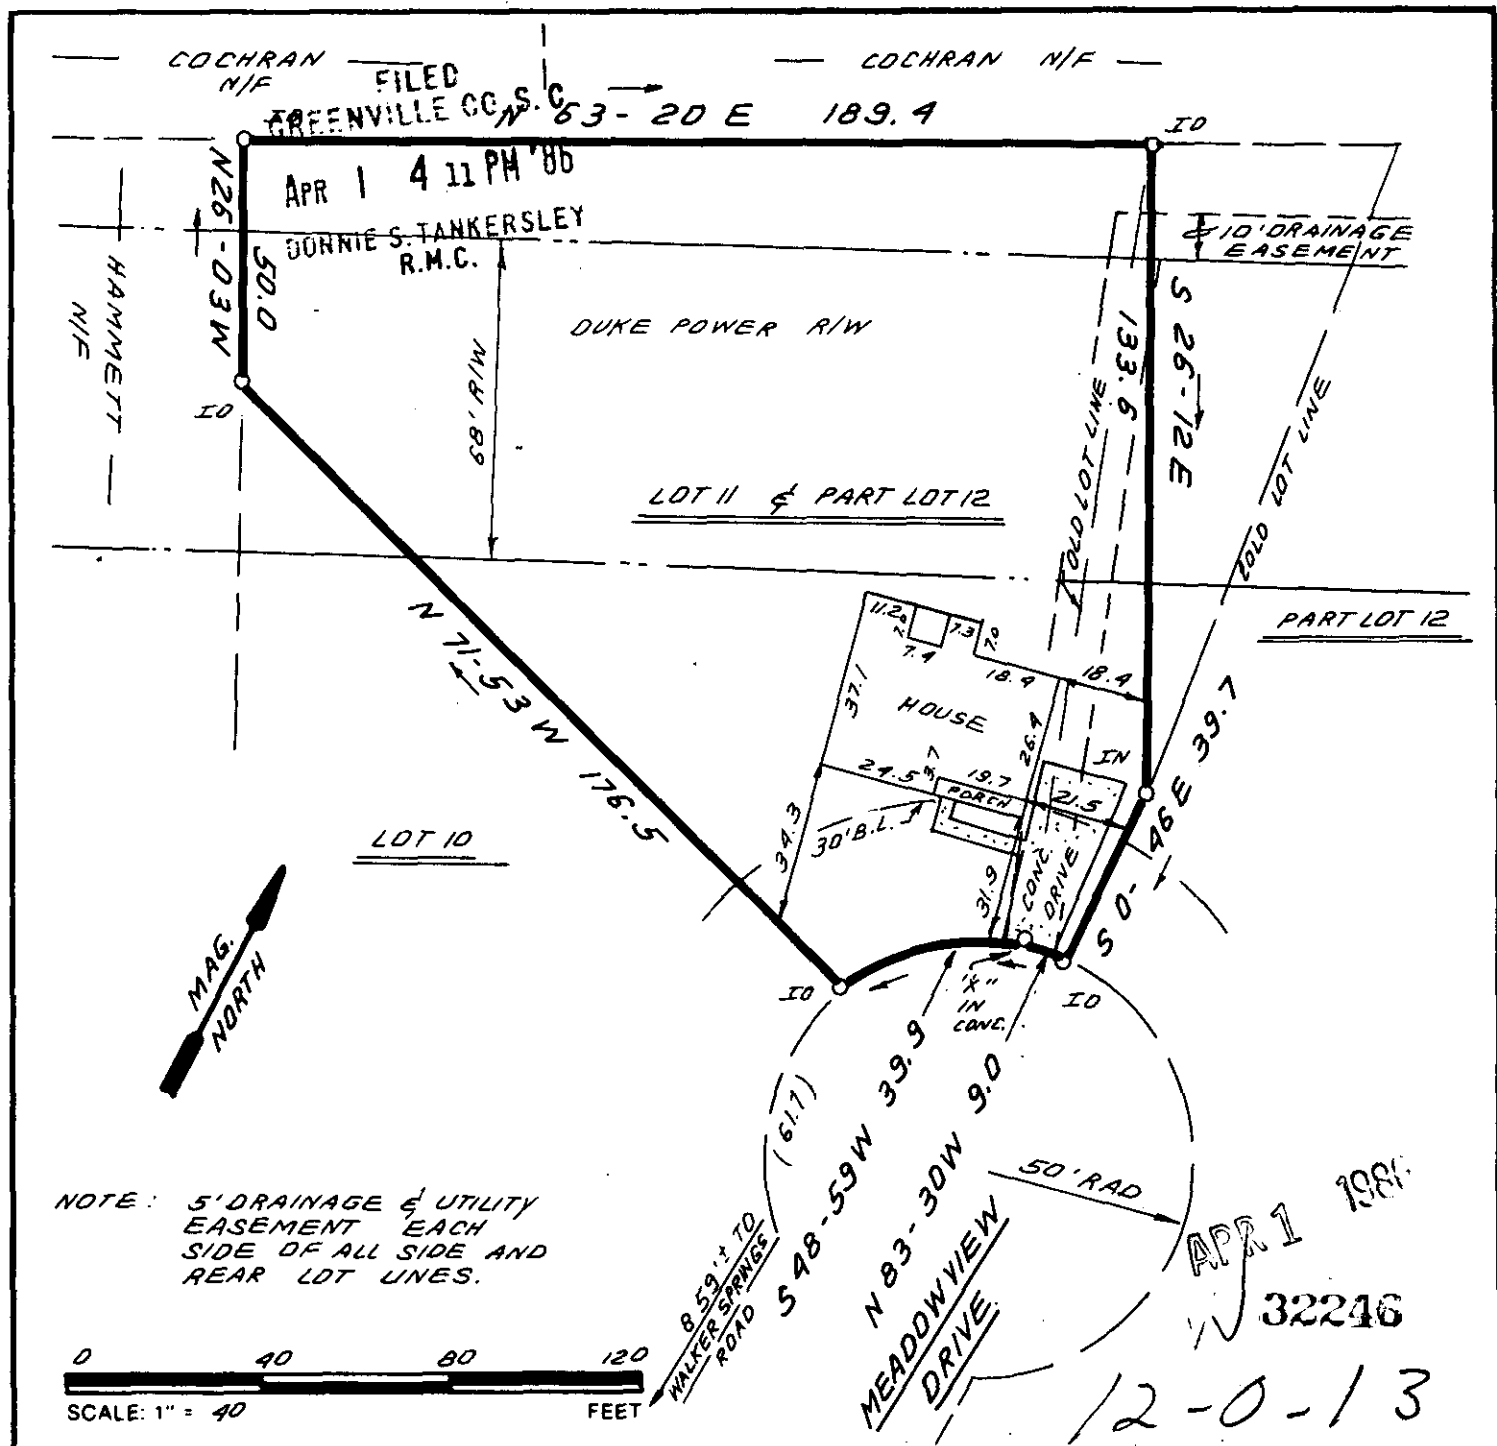 COCHRAN
N/F
COCHRAN N/F
FILED
GREENVILLE CO. S. C.
N 63-20 E 189.4
IO
APR 1 4 11 PM '86
DONNIE S. TANKERSLEY
R.M.C.
N26-03W
50.0
HAMMETT
N/F
10' DRAINAGE
EASEMENT
DUKE POWER R/W
68' R/W
133.6
S 26-12E
OLD LOT LINE
OLD LOT LINE
IO
LOT 11 & PART LOT 12
PART LOT 12
N 71-53 W 176.5
11.2
7.0
7.4
7.3
7.0
18.4
18.4
37.1
HOUSE
26.4
IN
24.5
3.7
19.7
PORCH
21.5
S 0-46E 39.7
30' B.L.
34.3
31.9
CONC.
DRIVE
LOT 10
MAG.
NORTH
IO
"X"
IN
CONC.
IO
(61.7)
S 48-59W 39.9
N 83-30W 9.0
50' RAD
MEADOWVIEW
DRIVE
859'± TO
WALKER SPRINGS
ROAD
NOTE: 5' DRAINAGE & UTILITY
EASEMENT EACH
SIDE OF ALL SIDE AND
REAR LOT LINES.
APR 1
32246
0 40 80 120
SCALE: 1" = 40 FEET
12-0-13